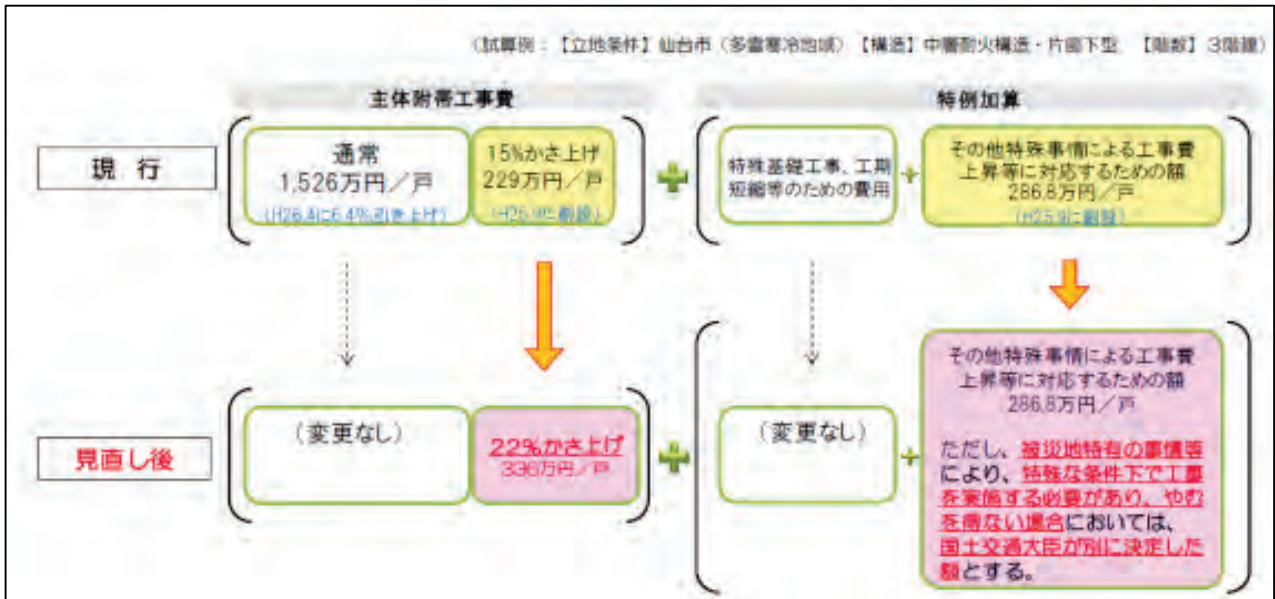 (試算例：【立地条件】仙台市（多雪寒冷地域）【構造】中層耐火構造・片廊下型　【階数】3階建)
主体附帯工事費
特例加算
現　行
通常
1,526万円／戸
(H26.4に6.4%引き上げ)
15%かさ上げ
229万円／戸
(H25.9に創設)
特殊基礎工事、工期
短縮等のための費用
その他特殊事情による工事費
上昇等に対応するための額
286.8万円／戸
(H25.9に創設)
見直し後
(変更なし)
22%かさ上げ
336万円／戸
(変更なし)
その他特殊事情による工事費
上昇等に対応するための額
286.8万円／戸
ただし、被災地特有の事情等
により、特殊な条件下で工事
を実施する必要があり、やむ
を得ない場合においては、
国土交通大臣が別に決定した
額とする。